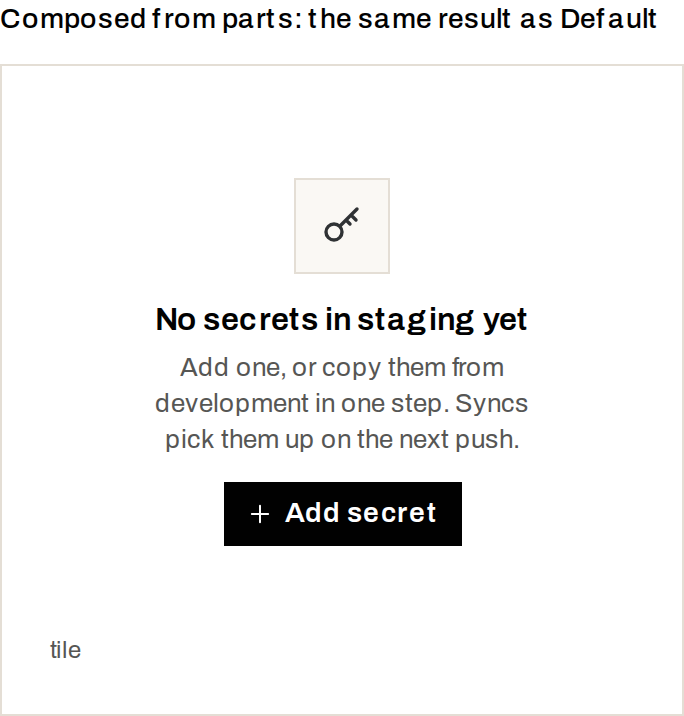 Composed from parts: the same result as Default
No secrets in staging yet
Add one, or copy them from
development in one step. Syncs
pick them up on the next push.
Add secret
tile